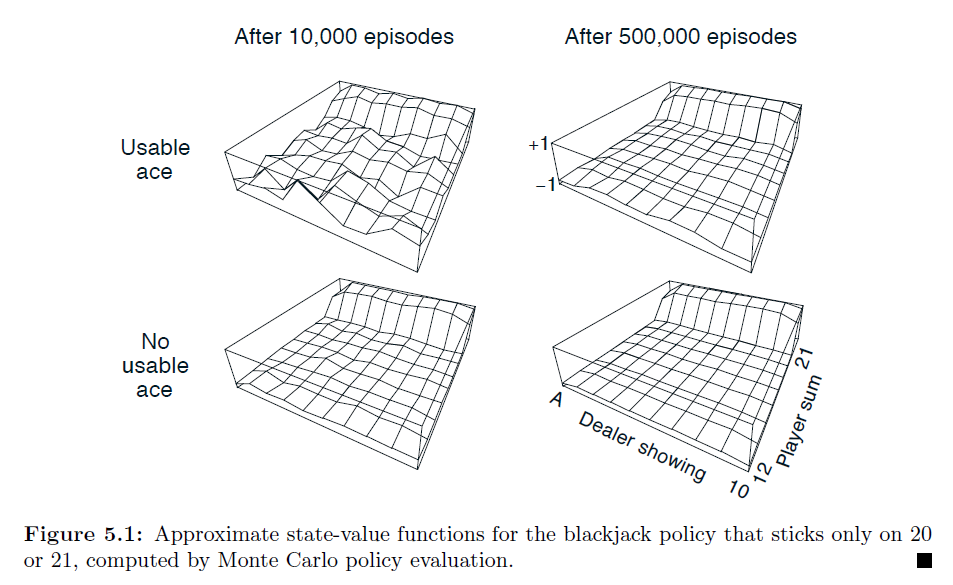 After 10,000 episodes
After 500,000 episodes
Usable
ace
+1
−1
No
usable
ace
A
Dealer showing
10
12
Player sum
21
Figure 5.1: Approximate state-value functions for the blackjack policy that sticks only on 20
or 21, computed by Monte Carlo policy evaluation.